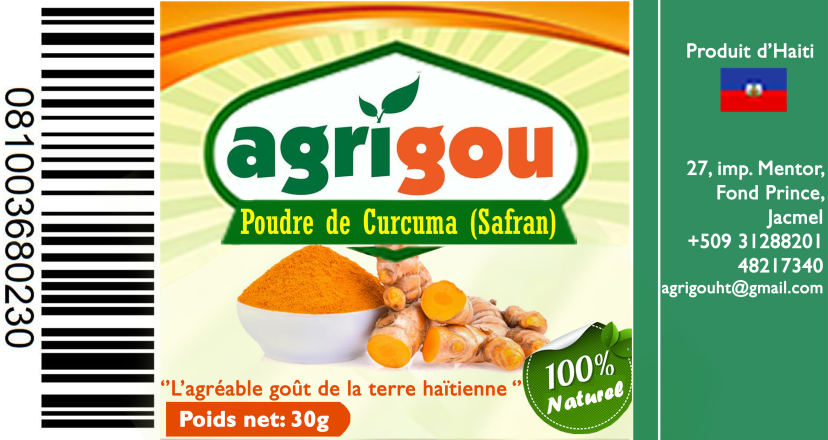 081003680230
agrigou
Poudre de Curcuma (Safran)
"L'agréable goût de la terre haïtienne "
Poids net: 30g
100%
Naturel
Produit d'Haiti
27, imp. Mentor,
Fond Prince,
Jacmel
+509 31288201
48217340
agrigouht@gmail.com